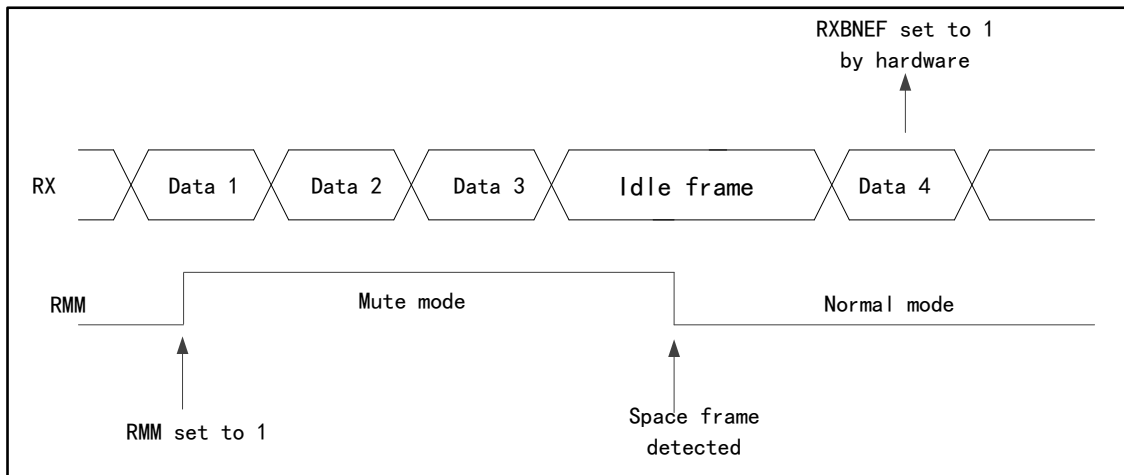 RXBNEF set to 1
by hardware
RX
Data 1
Data 2
Data 3
Idle frame
Data 4
RMM
Mute mode
Normal mode
RMM set to 1
Space frame
detected